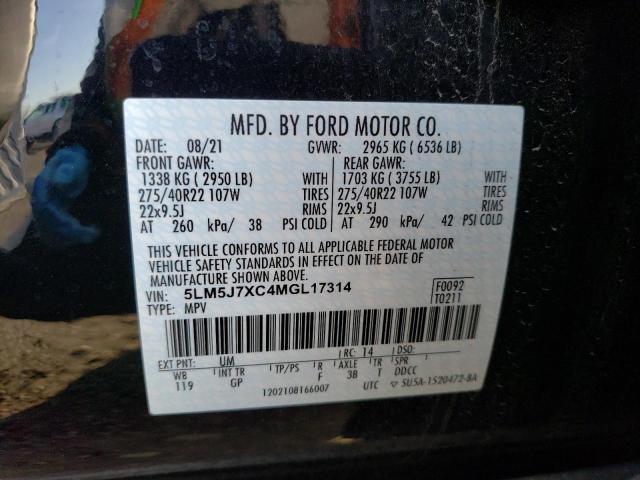 MFD. BY FORD MOTOR CO.
DATE: 08/21 GVWR: 2965 KG ( 6536 LB)
FRONT GAWR: REAR GAWR:
1338 KG ( 2950 LB) WITH 1703 KG ( 3755 LB) WITH
275/40R22 107W TIRES 275/40R22 107W TIRES
22x9.5J RIMS 22x9.5J RIMS
AT 260 kPa/ 38 PSI COLD AT 290 kPa/ 42 PSI COLD
THIS VEHICLE CONFORMS TO ALL APPLICABLE FEDERAL MOTOR
VEHICLE SAFETY STANDARDS IN EFFECT ON THE DATE OF
MANUFACTURE SHOWN ABOVE.
VIN: 5LM5J7XC4MGL17314 F0092
TYPE: MPV T0211
EXT PNT: UM RC: 14 DSO:
WB INT TR TP/PS R AXLE TR SPR
119 GP F 3B T DDCC
1202108166007 UTC ▽ 5U5A-1520472-BA